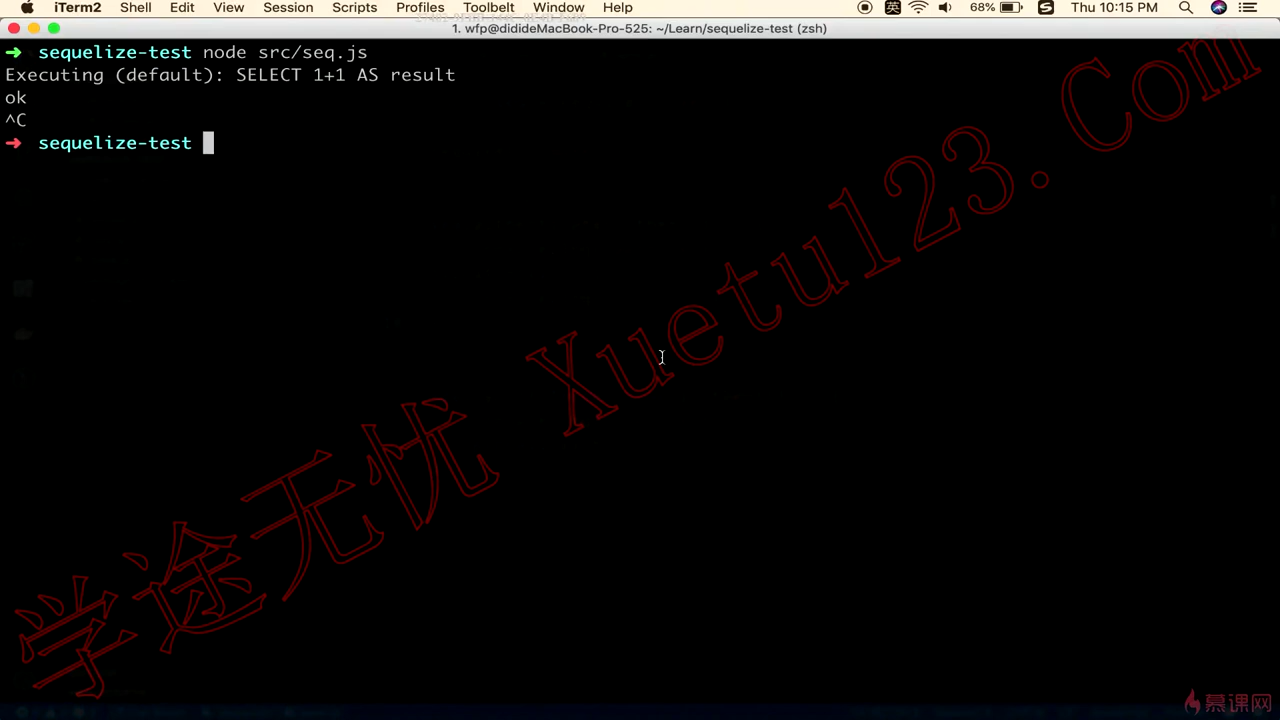 iTerm2 Shell Edit View Session Scripts Profiles Toolbelt Window Help 英 68% S Thu 10:15 PM
1. wfp@didideMacBook-Pro-525: ~/Learn/sequelize-test (zsh)
➜ sequelize-test node src/seq.js
Executing (default): SELECT 1+1 AS result
ok
^C
➜ sequelize-test
学途无忧 Xuetu123.Com
慕课网